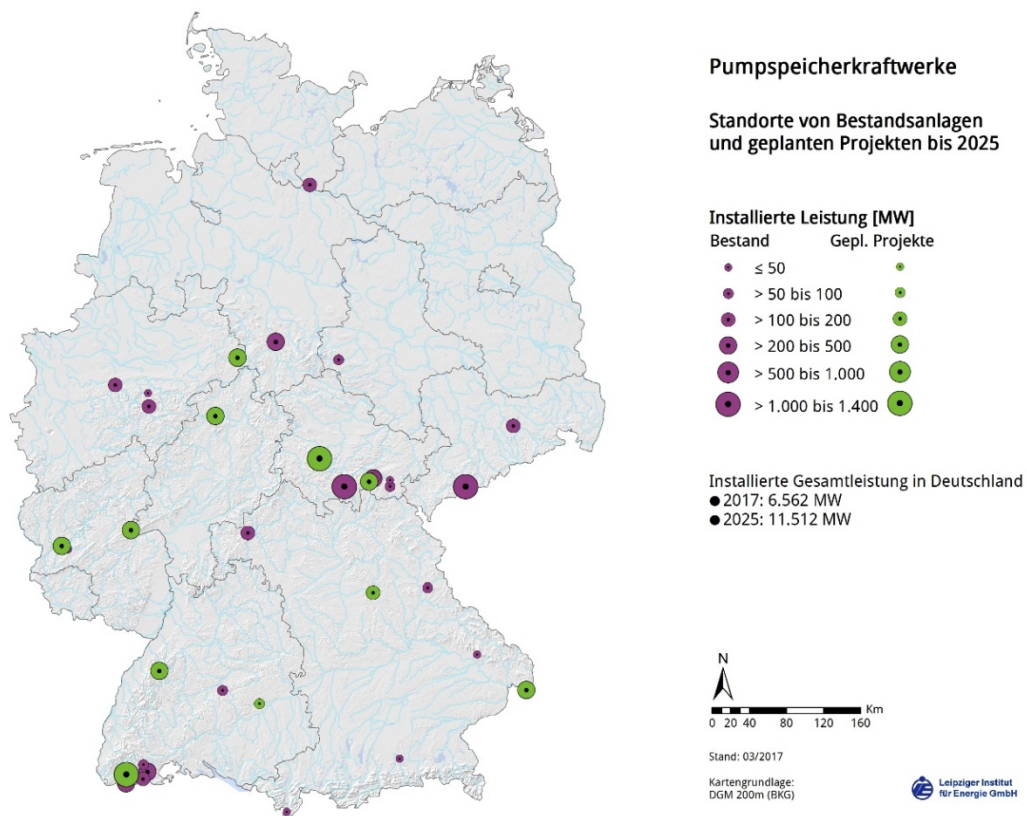 Pumpspeicherkraftwerke
Standorte von Bestandsanlagen
und geplanten Projekten bis 2025
Installierte Leistung [MW]
Bestand Gepl. Projekte
≤ 50
> 50 bis 100
> 100 bis 200
> 200 bis 500
> 500 bis 1.000
> 1.000 bis 1.400
Installierte Gesamtleistung in Deutschland
2017: 6.562 MW
2025: 11.512 MW
N
Km
0 20 40 80 120 160
Stand: 03/2017
Kartengrundlage:
DGM 200m (BKG)
Leipziger Institut
für Energie GmbH